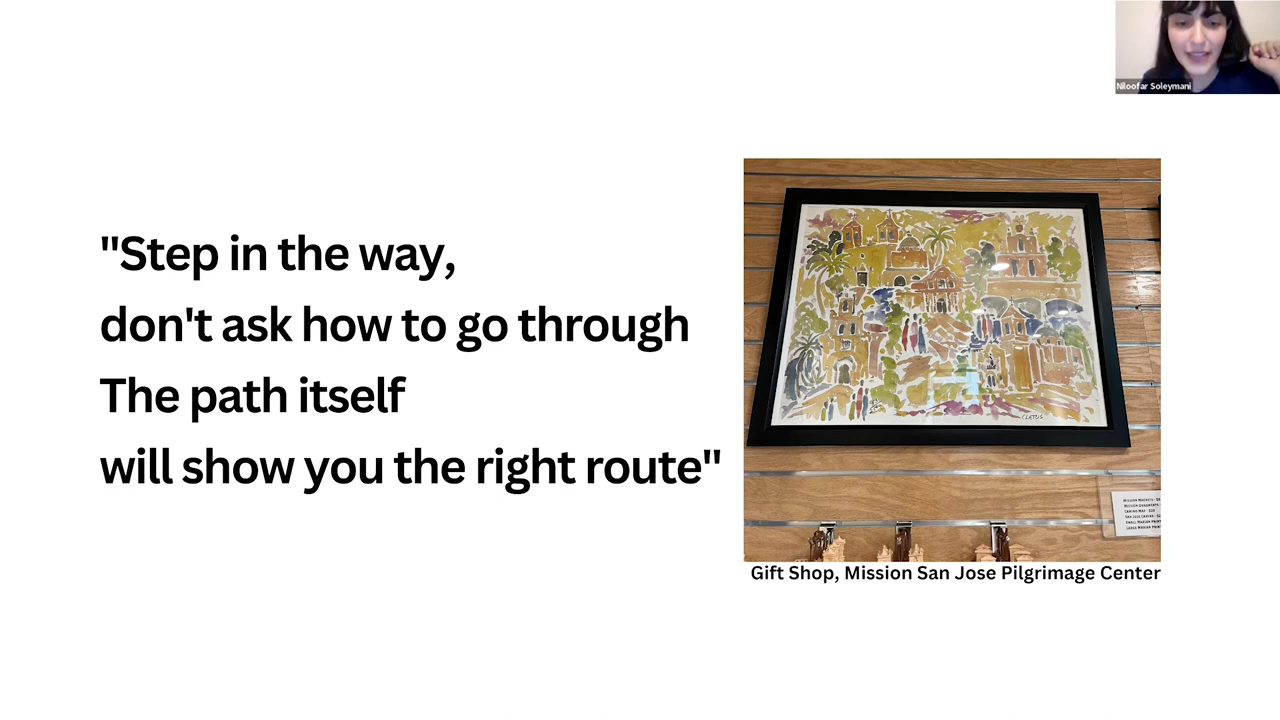 Niloofar Soleymani
"Step in the way,
don't ask how to go through
The path itself
will show you the right route"
CLETUS
Gift Shop, Mission San Jose Pilgrimage Center